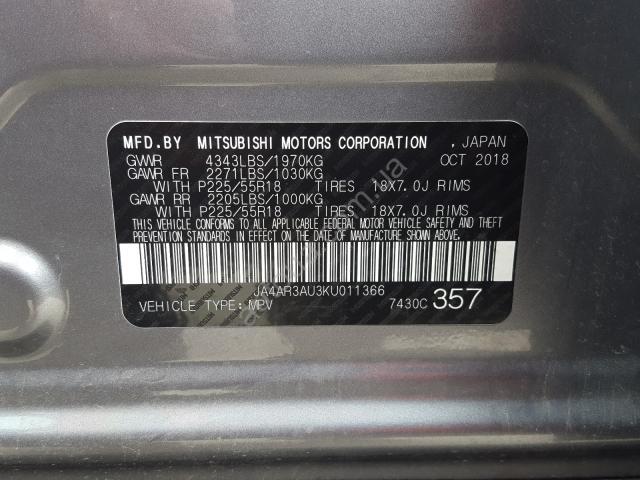 MFD.BY MITSUBISHI MOTORS CORPORATION , JAPAN
GVWR 4343LBS/1970KG OCT 2018
GAWR FR 2271LBS/1030KG
WITH P225/55R18 TIRES 18X7.0J RIMS
GAWR RR 2205LBS/1000KG
WITH P225/55R18 TIRES 18X7.0J RIMS
THIS VEHICLE CONFORMS TO ALL APPLICABLE FEDERAL MOTOR VEHICLE SAFETY AND THEFT
PREVENTION STANDARDS IN EFFECT ON THE DATE OF MANUFACTURE SHOWN ABOVE.
JA4AR3AU3KU011366
VEHICLE TYPE: MPV 7430C 357